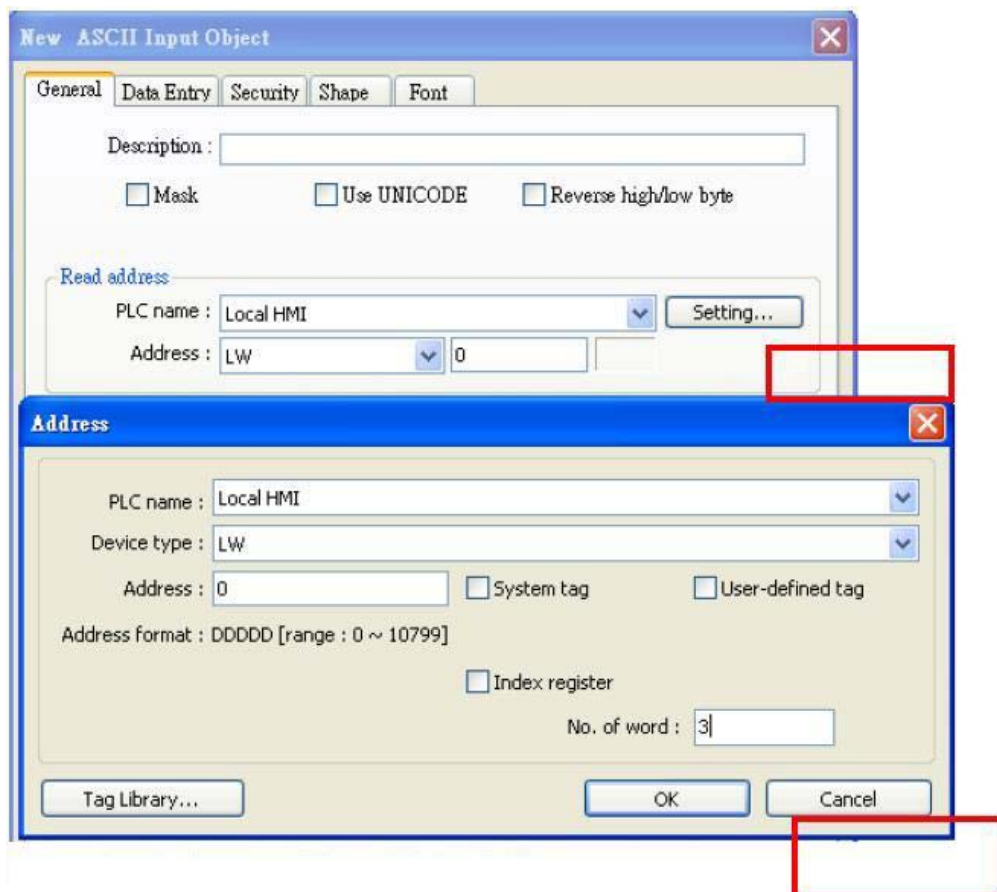 New ASCII Input Object
General Data Entry Security Shape Font
Description :
Mask Use UNICODE Reverse high/low byte
Read address
PLC name : Local HMI Setting...
Address : LW 0
Address
PLC name : Local HMI
Device type : LW
Address : 0 System tag User-defined tag
Address format : DDDDD [range : 0 ~ 10799]
Index register
No. of word : 3
Tag Library... OK Cancel